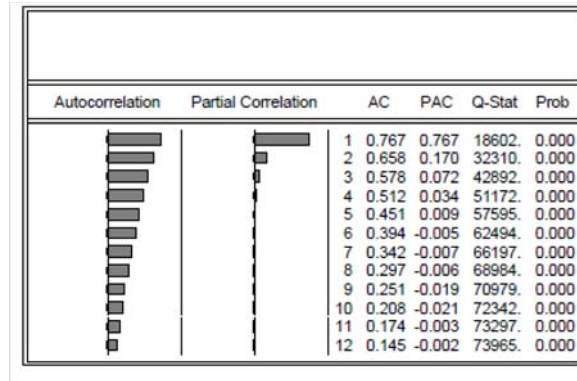 Autocorrelation Partial Correlation AC PAC Q-Stat Prob
1 0.767 0.767 18602. 0.000
2 0.658 0.170 32310. 0.000
3 0.578 0.072 42892. 0.000
4 0.512 0.034 51172. 0.000
5 0.451 0.009 57595. 0.000
6 0.394 -0.005 62494. 0.000
7 0.342 -0.007 66197. 0.000
8 0.297 -0.006 68984. 0.000
9 0.251 -0.019 70979. 0.000
10 0.208 -0.021 72342. 0.000
11 0.174 -0.003 73297. 0.000
12 0.145 -0.002 73965. 0.000